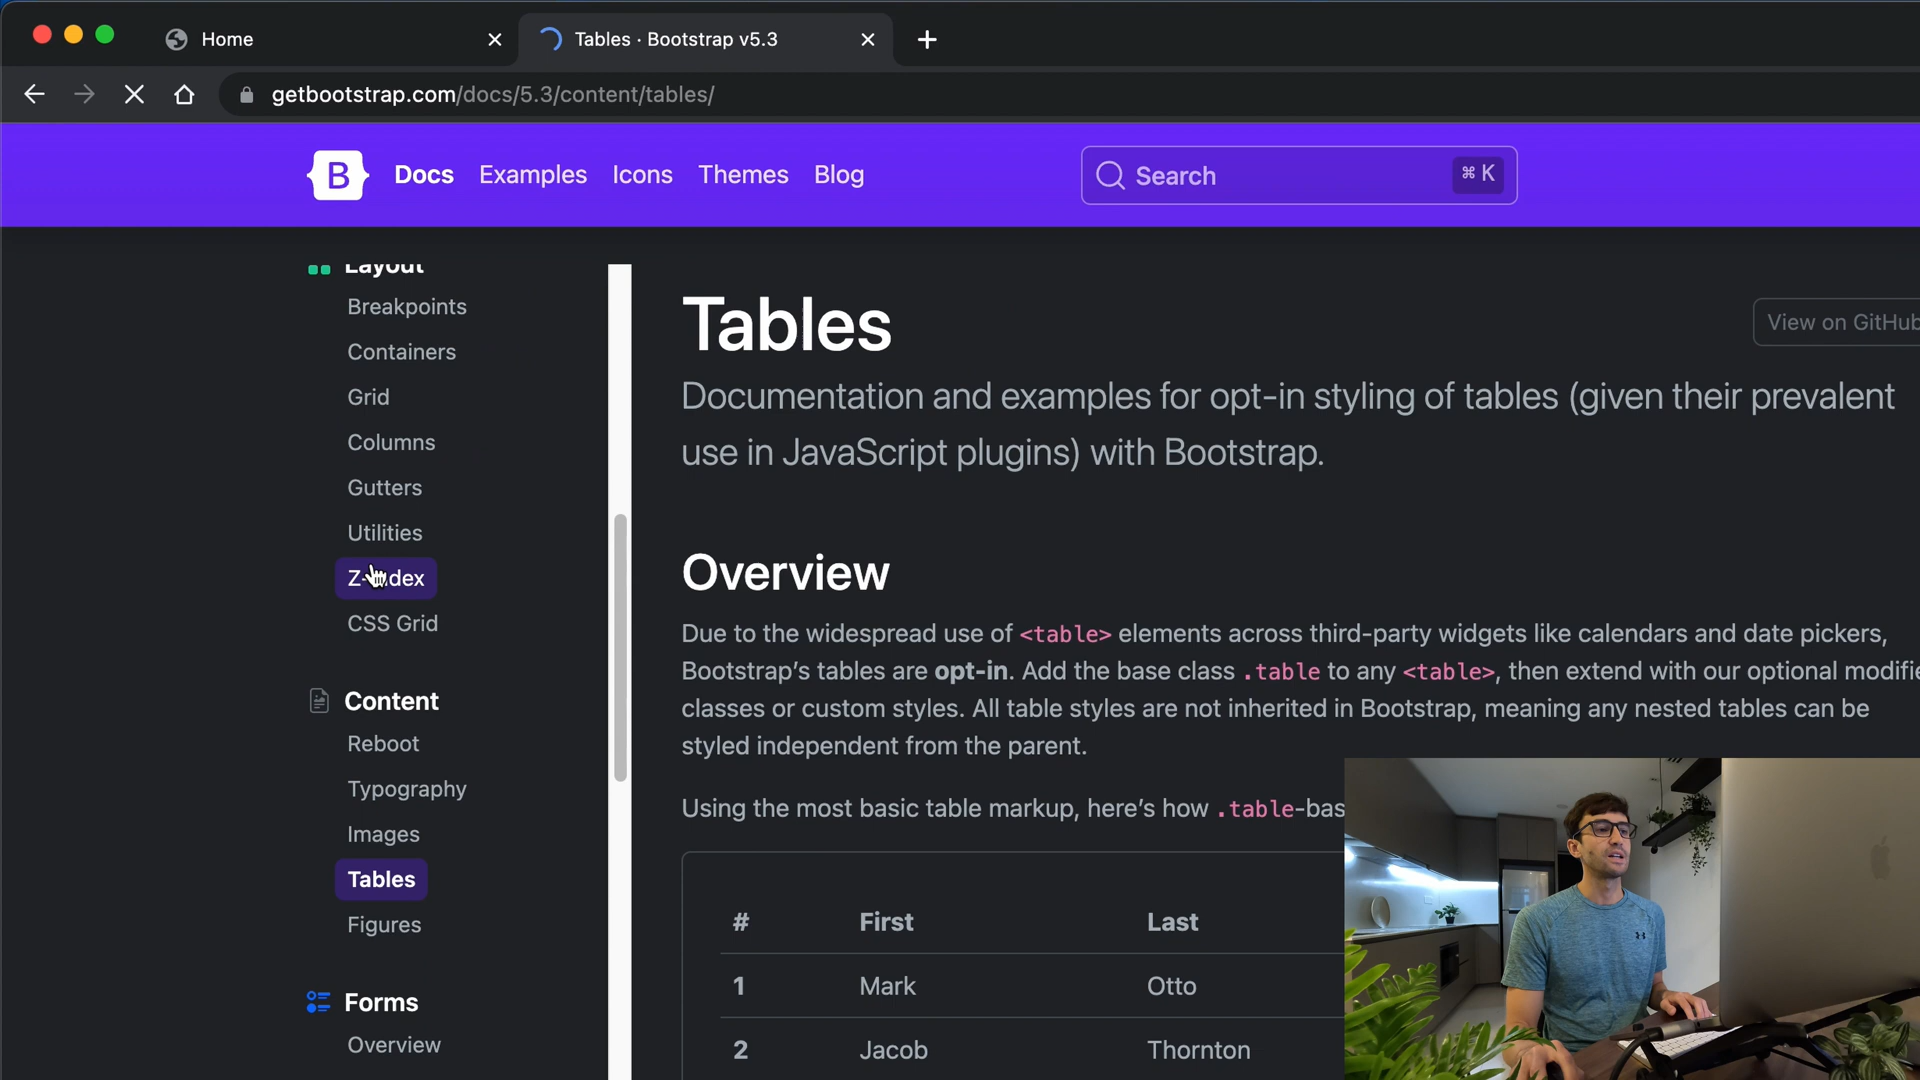 Home
Tables · Bootstrap v5.3
getbootstrap.com/docs/5.3/content/tables/
B
Docs Examples Icons Themes Blog
Search
⌘ K
Layout
Breakpoints
Containers
Grid
Columns
Gutters
Utilities
CSS Grid
Content
Reboot
Typography
Images
Tables
Figures
Forms
Overview
Tables
View on GitHub
Documentation and examples for opt-in styling of tables (given their prevalent
use in JavaScript plugins) with Bootstrap.
Overview
Due to the widespread use of <table> elements across third-party widgets like calendars and date pickers,
Bootstrap’s tables are opt-in. Add the base class .table to any <table>, then extend with our optional modifie
classes or custom styles. All table styles are not inherited in Bootstrap, meaning any nested tables can be
styled independent from the parent.
Using the most basic table markup, here’s how .table-bas
# First Last
1 Mark Otto
2 Jacob Thornton